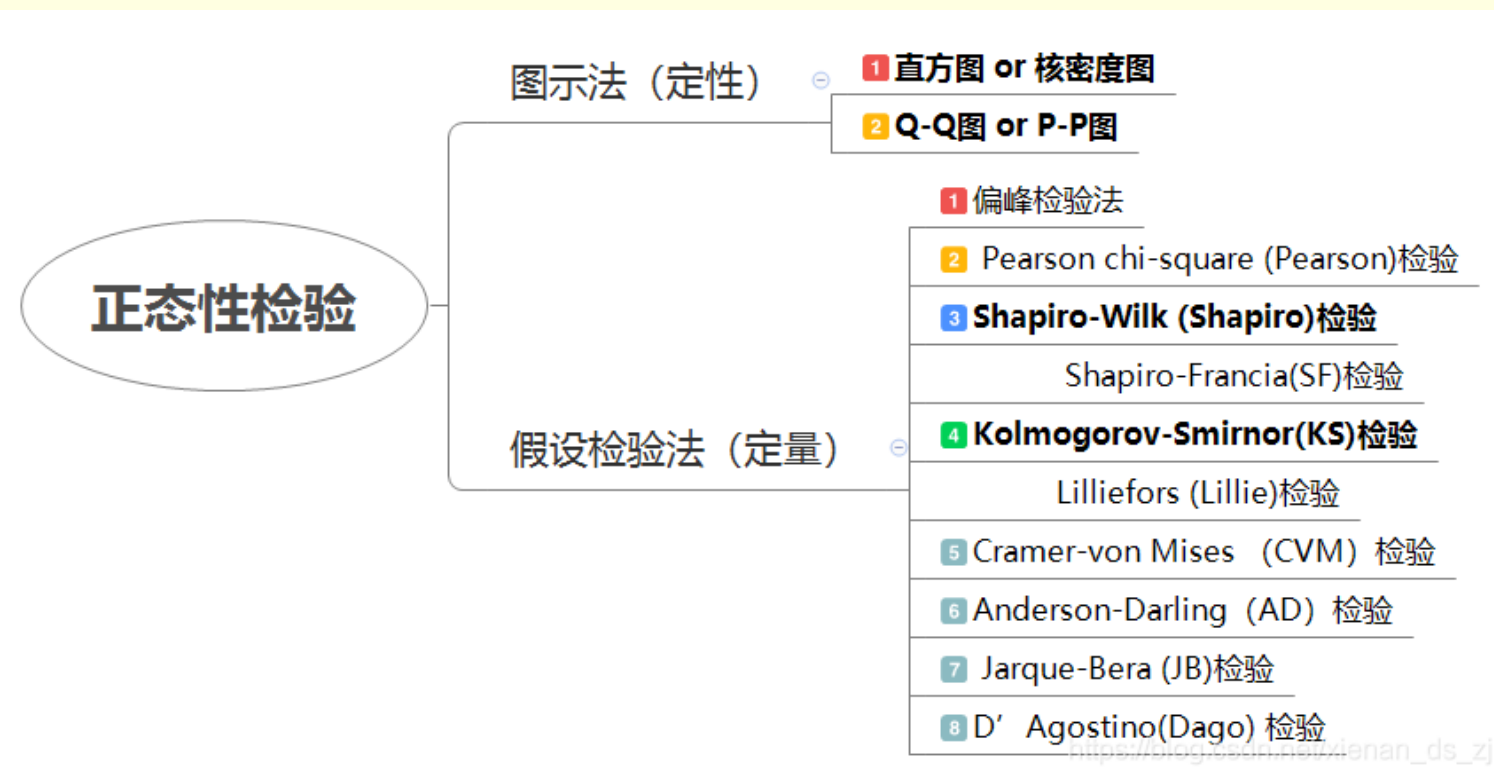 图示法（定性）
1 直方图 or 核密度图
2 Q-Q图 or P-P图
正态性检验
假设检验法（定量）
1 偏峰检验法
2 Pearson chi-square (Pearson)检验
3 Shapiro-Wilk (Shapiro)检验
Shapiro-Francia(SF)检验
4 Kolmogorov-Smirnor(KS)检验
Lilliefors (Lillie)检验
5 Cramer-von Mises （CVM）检验
6 Anderson-Darling（AD）检验
7 Jarque-Bera (JB)检验
8 D’Agostino(Dago) 检验
https://blog.csdn.net/xienan_ds_zj